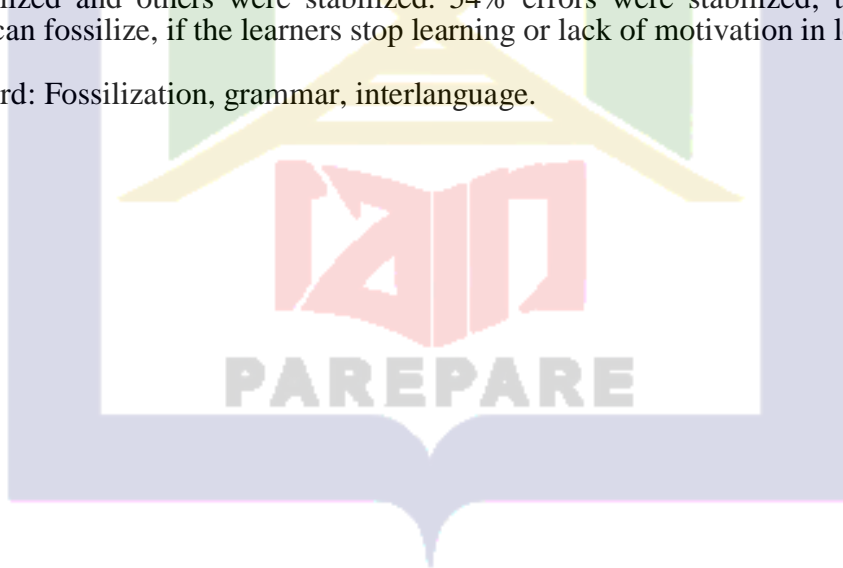 lized and others were stabilized. 54% errors were stabilized,
can fossilize, if the learners stop learning or lack of motivation in
rd: Fossilization, grammar, interlanguage.
PAREPARE